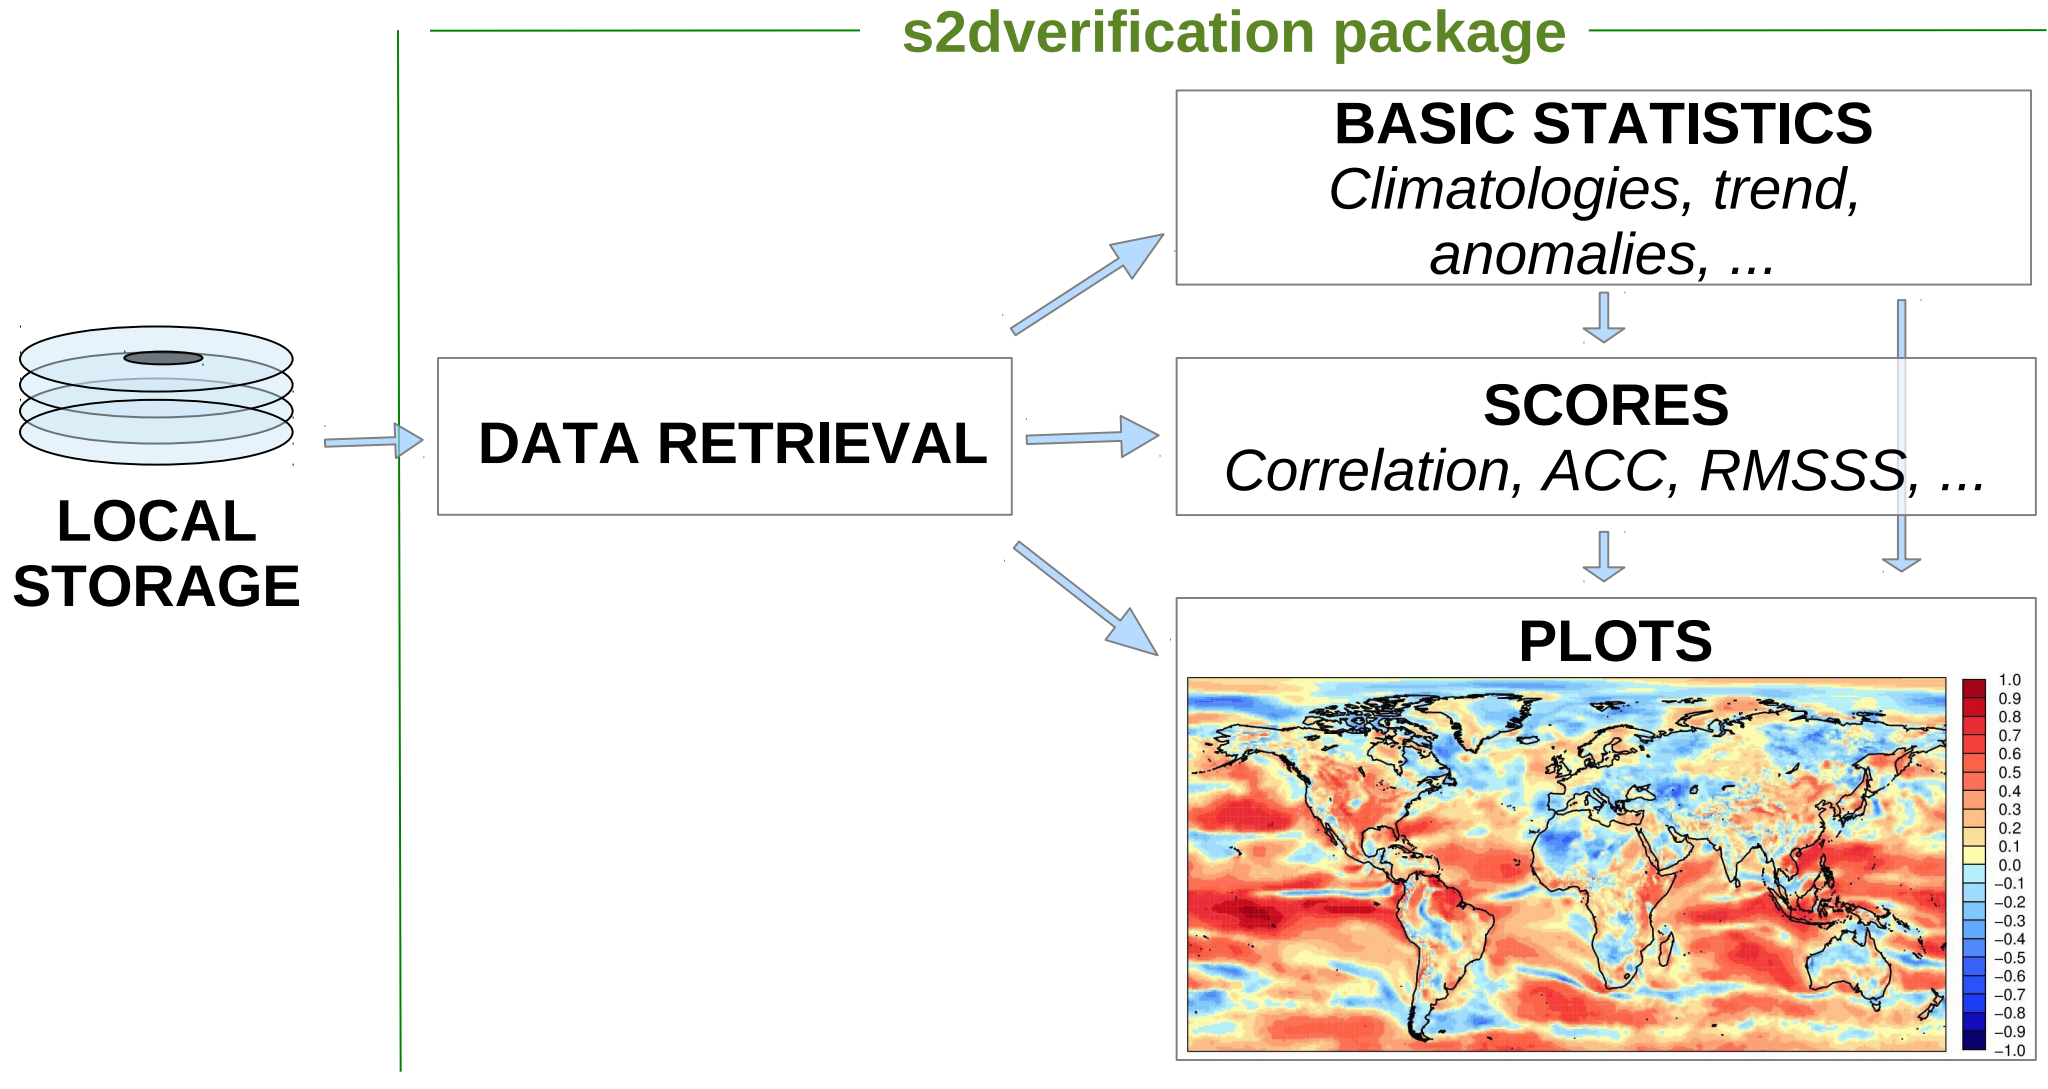 s2dverification package
BASIC STATISTICS
Climatologies, trend,
anomalies, ...
LOCAL
STORAGE
DATA RETRIEVAL
SCORES
Correlation, ACC, RMSSS, ...
PLOTS
1.0
0.9
0.8
0.7
0.6
0.5
0.4
0.3
0.2
0.1
0.0
−0.1
−0.2
−0.3
−0.4
−0.5
−0.6
−0.7
−0.8
−0.9
−1.0